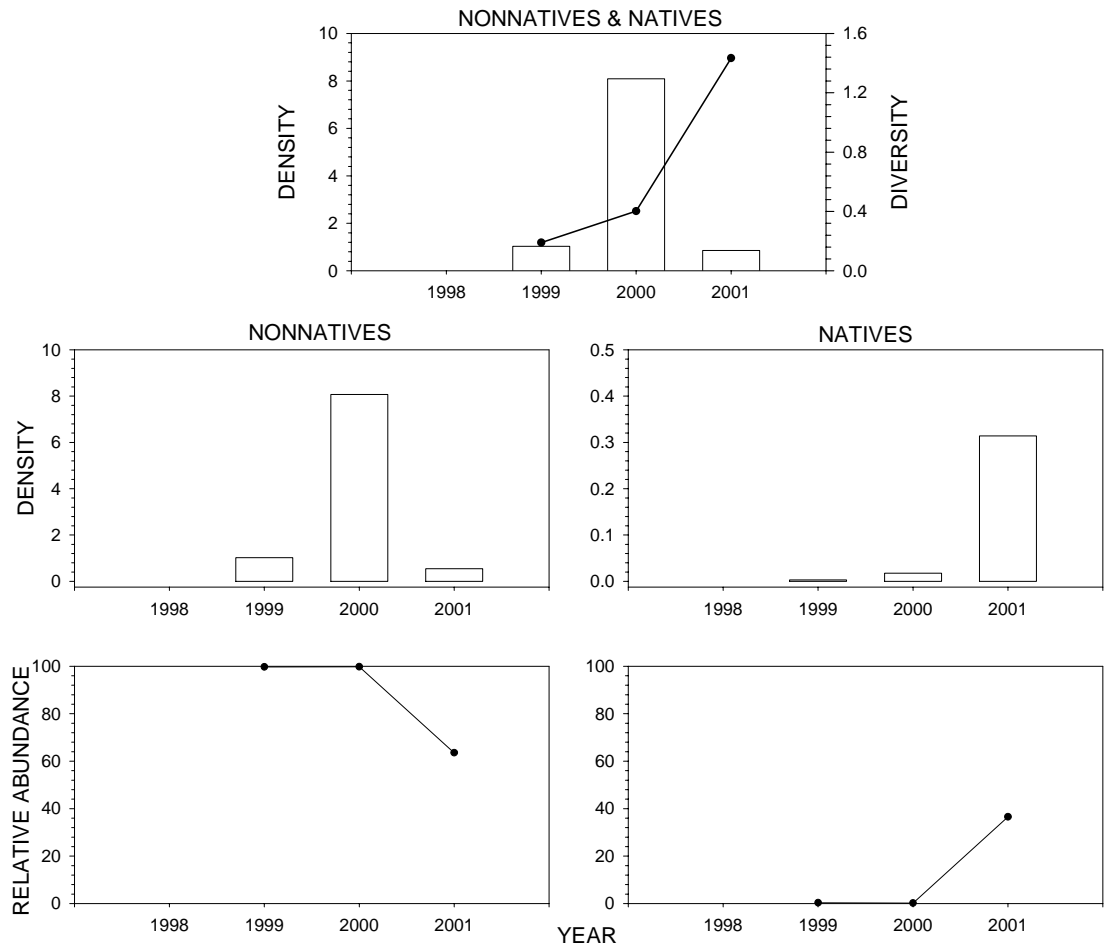 NONNATIVES & NATIVES
10
8
6
4
2
0
DENSITY
1.6
1.2
0.8
0.4
0.0
DIVERSITY
1998 1999 2000 2001
NONNATIVES
10
8
6
4
2
0
DENSITY
1998 1999 2000 2001
NATIVES
0.5
0.4
0.3
0.2
0.1
0.0
1998 1999 2000 2001
100
80
60
40
20
0
RELATIVE ABUNDANCE
1998 1999 2000 2001
100
80
60
40
20
0
1998 1999 2000 2001
YEAR